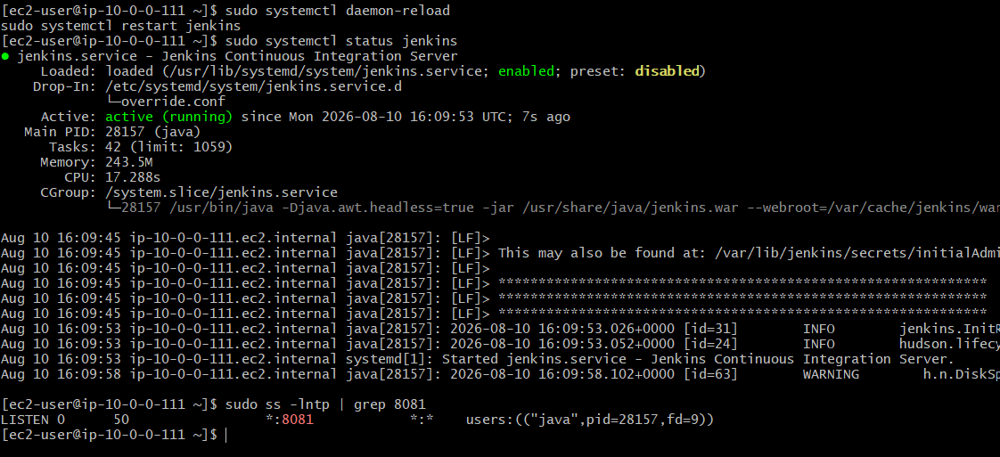 [ec2-user@ip-10-0-0-111 ~]$ sudo systemctl daemon-reload
sudo systemctl restart jenkins
[ec2-user@ip-10-0-0-111 ~]$ sudo systemctl status jenkins
● jenkins.service - Jenkins Continuous Integration Server
     Loaded: loaded (/usr/lib/systemd/system/jenkins.service; enabled; preset: disabled)
    Drop-In: /etc/systemd/system/jenkins.service.d
             └─override.conf
     Active: active (running) since Mon 2026-08-10 16:09:53 UTC; 7s ago
   Main PID: 28157 (java)
      Tasks: 42 (limit: 1059)
     Memory: 243.5M
        CPU: 17.288s
     CGroup: /system.slice/jenkins.service
             └─28157 /usr/bin/java -Djava.awt.headless=true -jar /usr/share/java/jenkins.war --webroot=/var/cache/jenkins/war
Aug 10 16:09:45 ip-10-0-0-111.ec2.internal java[28157]: [LF]>
Aug 10 16:09:45 ip-10-0-0-111.ec2.internal java[28157]: [LF]> This may also be found at: /var/lib/jenkins/secrets/initialAdmi
Aug 10 16:09:45 ip-10-0-0-111.ec2.internal java[28157]: [LF]>
Aug 10 16:09:45 ip-10-0-0-111.ec2.internal java[28157]: [LF]> *************************************************************
Aug 10 16:09:45 ip-10-0-0-111.ec2.internal java[28157]: [LF]> *************************************************************
Aug 10 16:09:45 ip-10-0-0-111.ec2.internal java[28157]: [LF]> *************************************************************
Aug 10 16:09:53 ip-10-0-0-111.ec2.internal java[28157]: 2026-08-10 16:09:53.026+0000 [id=31]        INFO        jenkins.InitR
Aug 10 16:09:53 ip-10-0-0-111.ec2.internal java[28157]: 2026-08-10 16:09:53.052+0000 [id=24]        INFO        hudson.lifecy
Aug 10 16:09:53 ip-10-0-0-111.ec2.internal systemd[1]: Started jenkins.service - Jenkins Continuous Integration Server.
Aug 10 16:09:58 ip-10-0-0-111.ec2.internal java[28157]: 2026-08-10 16:09:58.102+0000 [id=63]        WARNING        h.n.DiskSp
[ec2-user@ip-10-0-0-111 ~]$ sudo ss -lntp | grep 8081
LISTEN 0      50                 *:8081            *:*    users:(("java",pid=28157,fd=9))
[ec2-user@ip-10-0-0-111 ~]$